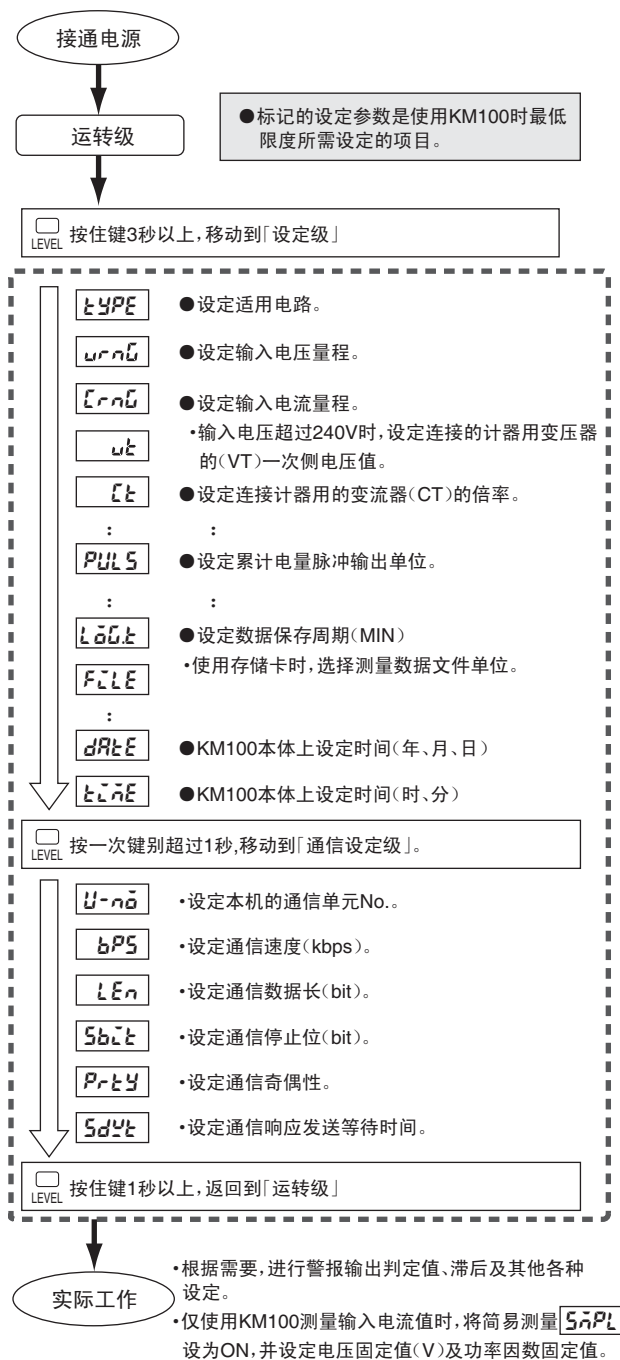 接通电源
运转级
●标记的设定参数是使用KM100时最低
限度所需设定的项目。
LEVEL 按住键3秒以上，移动到「设定级」
tYPE ●设定适用电路。
vrnG ●设定输入电压量程。
CrnG ●设定输入电流量程。
vt ・输入电压超过240V时，设定连接的计器用变压器
的（VT）一次侧电压值。
Ct ●设定连接计器用的变流器（CT）的倍率。
: :
PULS ●设定累计电量脉冲输出单位。
: :
LoG.t ●设定数据保存周期（MIN）
FiLE ・使用存储卡时，选择测量数据文件单位。
:
dAtE ●KM100本体上设定时间（年、月、日）
timE ●KM100本体上设定时间（时、分）
LEVEL 按一次键别超过1秒,移动到「通信设定级」。
U-no ・设定本机的通信单元No.。
bPS ・设定通信速度（kbps）。
LEn ・设定通信数据长（bit）。
Sbit ・设定通信停止位（bit）。
PrtY ・设定通信奇偶性。
Sdwt ・设定通信响应发送等待时间。
LEVEL 按住键1秒以上，返回到「运转级」
实际工作
・根据需要，进行警报输出判定值、滞后及其他各种
设定。
・仅使用KM100测量输入电流值时，将简易测量 SmPL
设为ON，并设定电压固定值（V）及功率因数固定值。